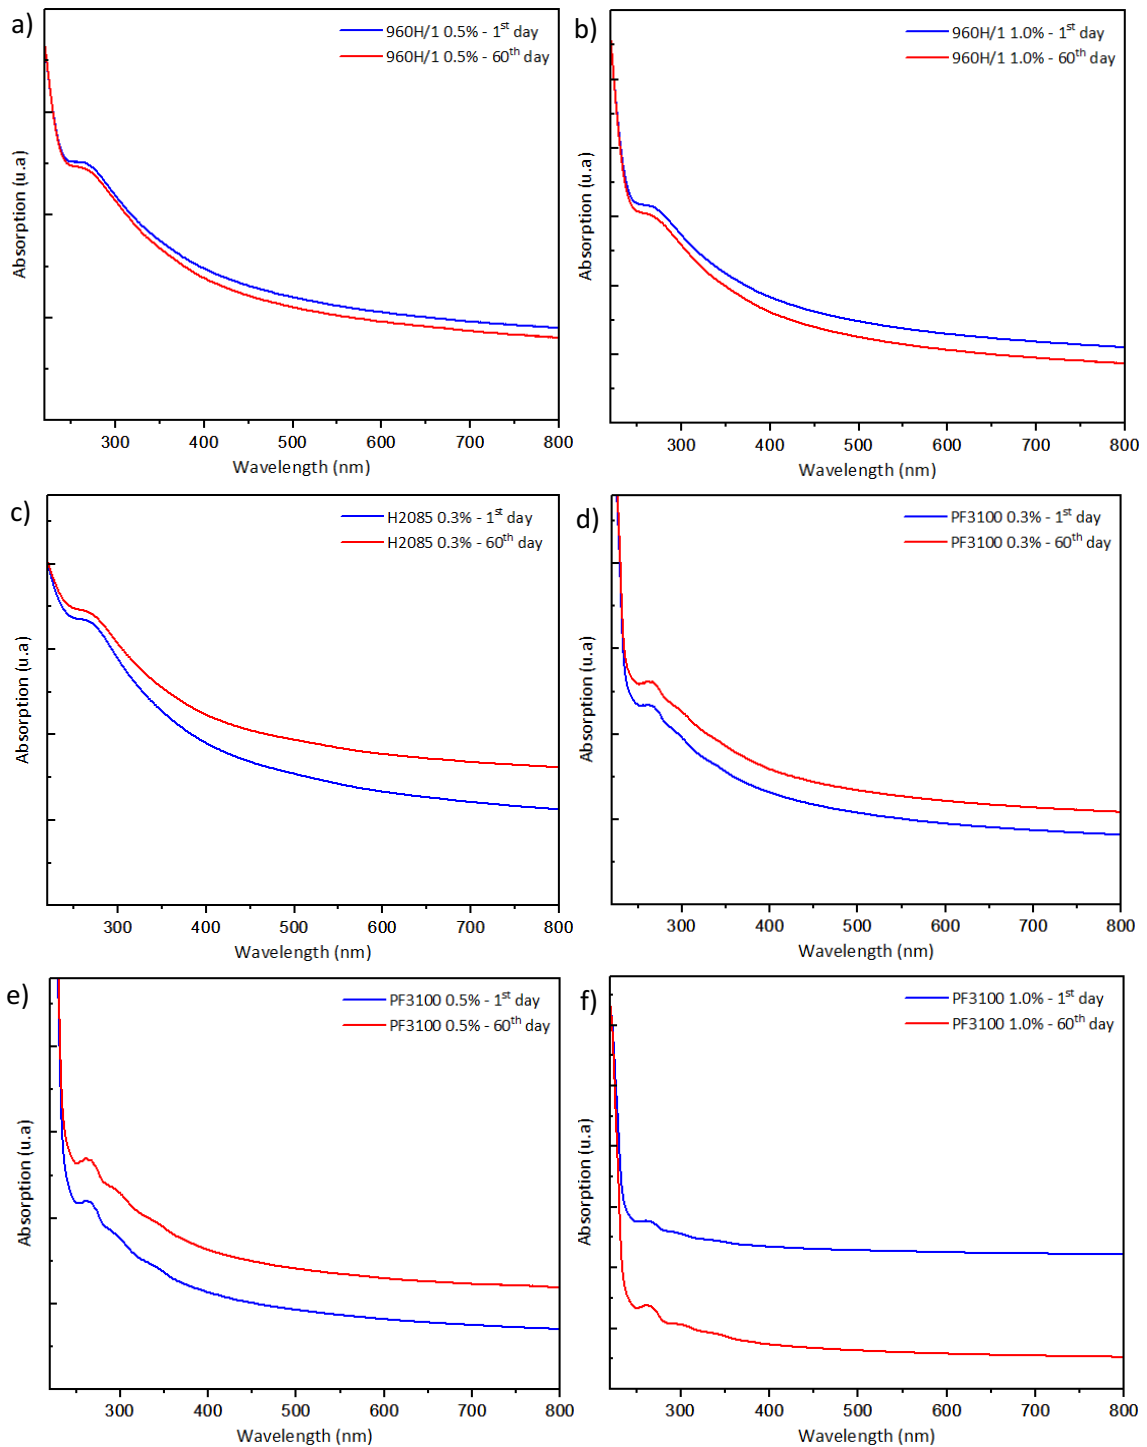 a)
960H/1 0.5% - 1st day
960H/1 0.5% - 60th day
Absorption (u.a)
300 400 500 600 700 800
Wavelength (nm)
b)
960H/1 1.0% - 1st day
960H/1 1.0% - 60th day
Absorption (u.a)
300 400 500 600 700 800
Wavelength (nm)
c)
H2085 0.3% - 1st day
H2085 0.3% - 60th day
Absorption (u.a)
300 400 500 600 700 800
Wavelength (nm)
d)
PF3100 0.3% - 1st day
PF3100 0.3% - 60th day
Absorption (u.a)
300 400 500 600 700 800
Wavelength (nm)
e)
PF3100 0.5% - 1st day
PF3100 0.5% - 60th day
Absorption (u.a)
300 400 500 600 700 800
Wavelength (nm)
f)
PF3100 1.0% - 1st day
PF3100 1.0% - 60th day
Absorption (u.a)
300 400 500 600 700 800
Wavelength (nm)